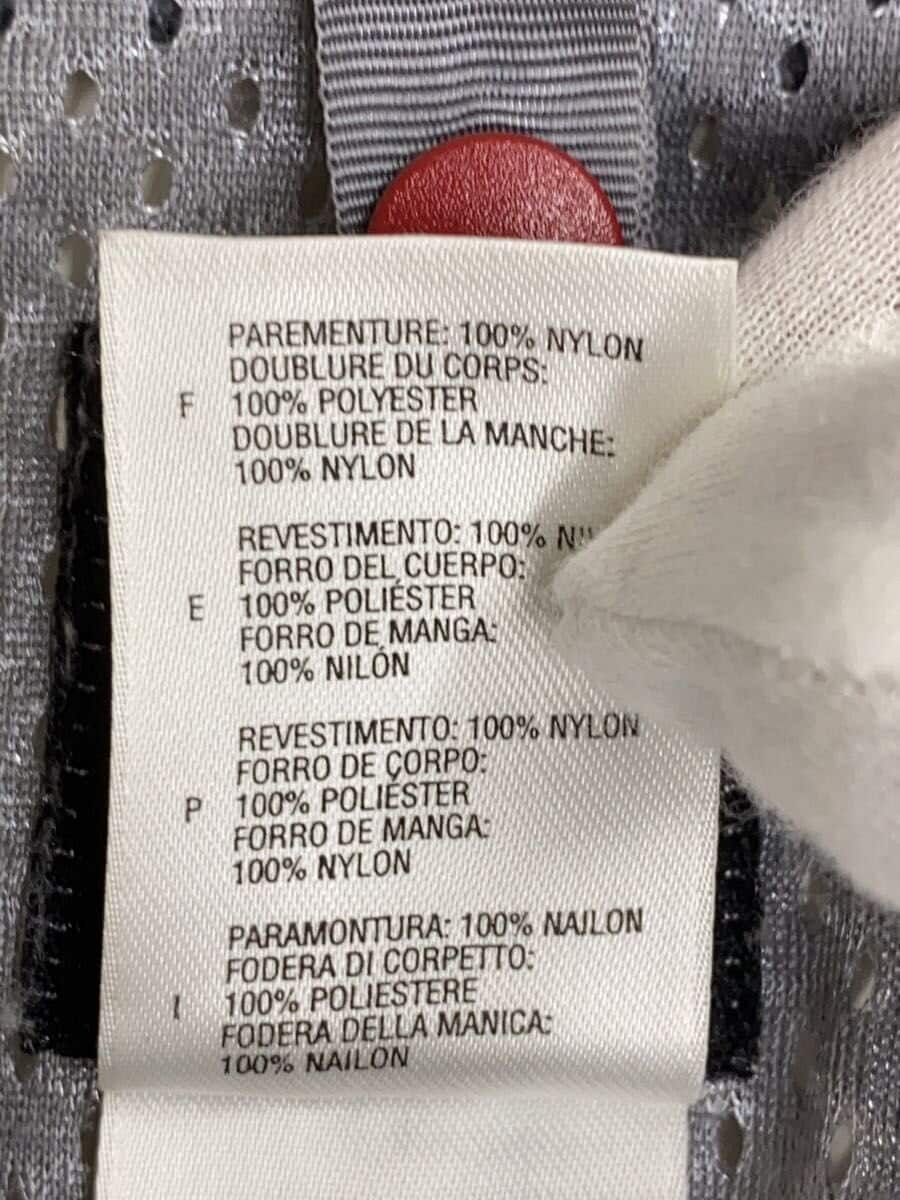 PAREMENTURE: 100% NYLON
DOUBLURE DU CORPS:
F 100% POLYESTER
DOUBLURE DE LA MANCHE:
100% NYLON
REVESTIMENTO: 100%
FORRO DEL CUERPO:
E 100% POLIÉSTER
FORRO DE MANGA:
100% NILÓN
REVESTIMENTO: 100% NYLON
FORRO DE CORPO:
P 100% POLIÉSTER
FORRO DE MANGA:
100% NYLON
PARAMONTURA: 100% NAILON
FODERA DI CORPETTO:
I 100% POLIESTERE
FODERA DELLA MANICA:
100% NAILON